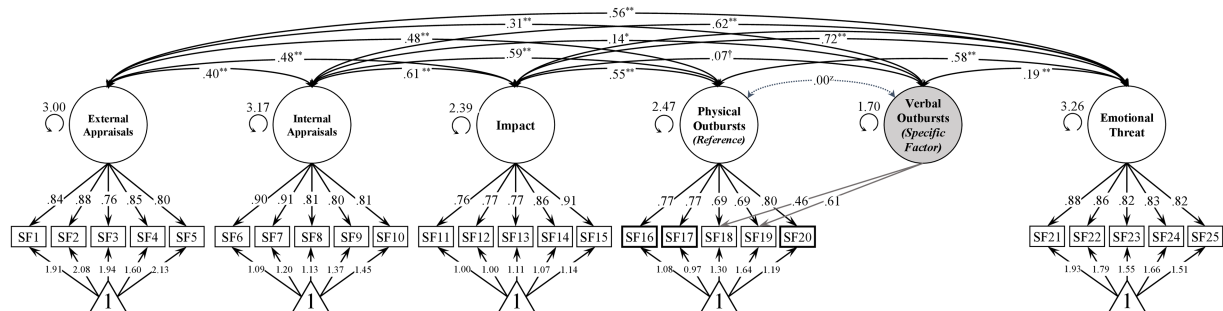 .56**
.31** .62**
.48** .14* .72**
.48** .59** .07† .58**
.40** .61** .55** .19 **
.00
3.00 3.17 2.39 2.47 1.70 3.26
External Appraisals
Internal Appraisals
Impact
Physical Outbursts (Reference)
Verbal Outbursts (Specific Factor)
Emotional Threat
.84 .88 .76 .85 .80
.90 .91 .81 .80 .81
.76 .77 .77 .86 .91
.77 .77 .69 .69 .80 .46 .61
.88 .86 .82 .83 .82
SF1 SF2 SF3 SF4 SF5
SF6 SF7 SF8 SF9 SF10
SF11 SF12 SF13 SF14 SF15
SF16 SF17 SF18 SF19 SF20
SF21 SF22 SF23 SF24 SF25
1.91 2.08 1.94 1.60 2.13
1.09 1.20 1.13 1.37 1.45
1.00 1.00 1.11 1.07 1.14
1.08 0.97 1.30 1.64 1.19
1.93 1.79 1.55 1.66 1.51
1 1 1 1 1